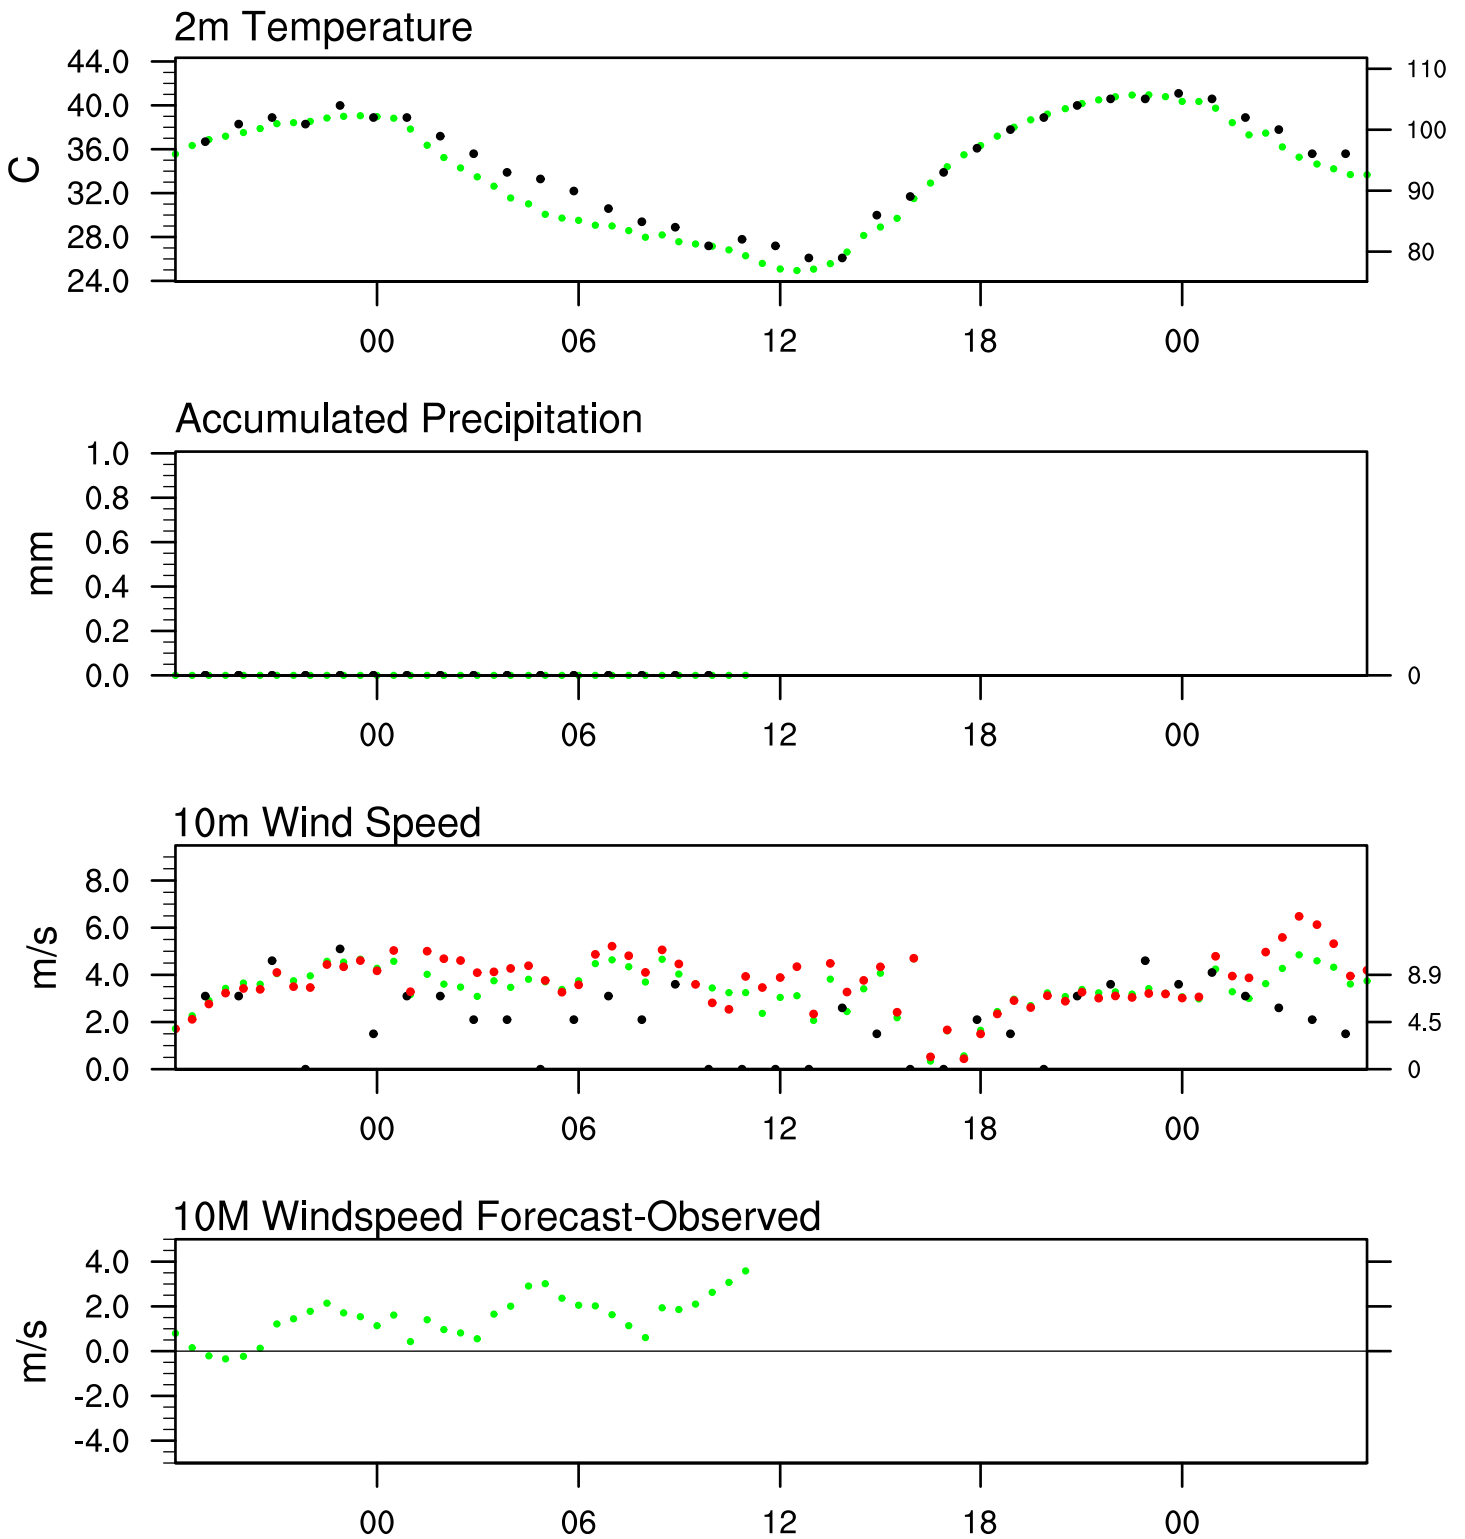 2m Temperature
44.0
40.0
36.0
32.0
28.0
24.0
C
110
100
90
80
00 06 12 18 00
Accumulated Precipitation
1.0
0.8
0.6
0.4
0.2
0.0
mm
0
00 06 12 18 00
10m Wind Speed
8.0
6.0
4.0
2.0
0.0
m/s
8.9
4.5
0
00 06 12 18 00
10M Windspeed Forecast-Observed
4.0
2.0
0.0
-2.0
-4.0
m/s
00 06 12 18 00